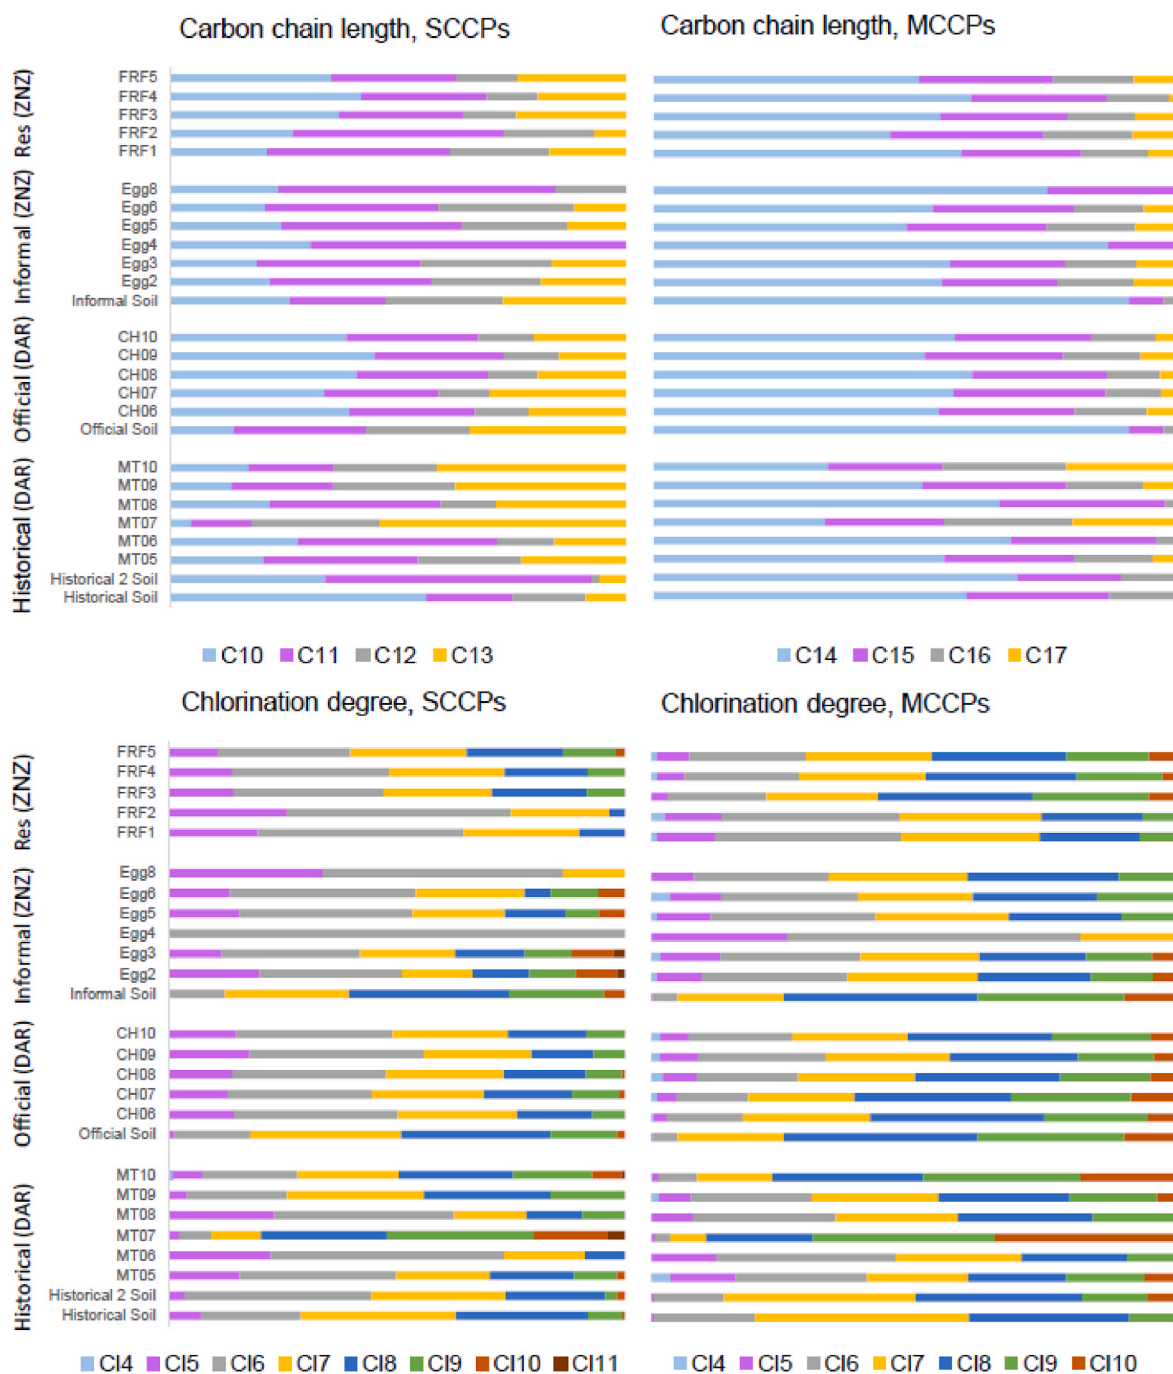 Carbon chain length, SCCPs
Carbon chain length, MCCPs
Res (ZNZ)
FRF5
FRF4
FRF3
FRF2
FRF1
Informal (ZNZ)
Egg8
Egg6
Egg5
Egg4
Egg3
Egg2
Informal Soil
Official (DAR)
CH10
CH09
CH08
CH07
CH06
Official Soil
Historical (DAR)
MT10
MT09
MT08
MT07
MT06
MT05
Historical 2 Soil
Historical Soil
C10 C11 C12 C13
C14 C15 C16 C17
Chlorination degree, SCCPs
Chlorination degree, MCCPs
Res (ZNZ)
FRF5
FRF4
FRF3
FRF2
FRF1
Informal (ZNZ)
Egg8
Egg6
Egg5
Egg4
Egg3
Egg2
Informal Soil
Official (DAR)
CH10
CH09
CH08
CH07
CH06
Official Soil
Historical (DAR)
MT10
MT09
MT08
MT07
MT06
MT05
Historical 2 Soil
Historical Soil
Cl4 Cl5 Cl6 Cl7 Cl8 Cl9 Cl10 Cl11
Cl4 Cl5 Cl6 Cl7 Cl8 Cl9 Cl10